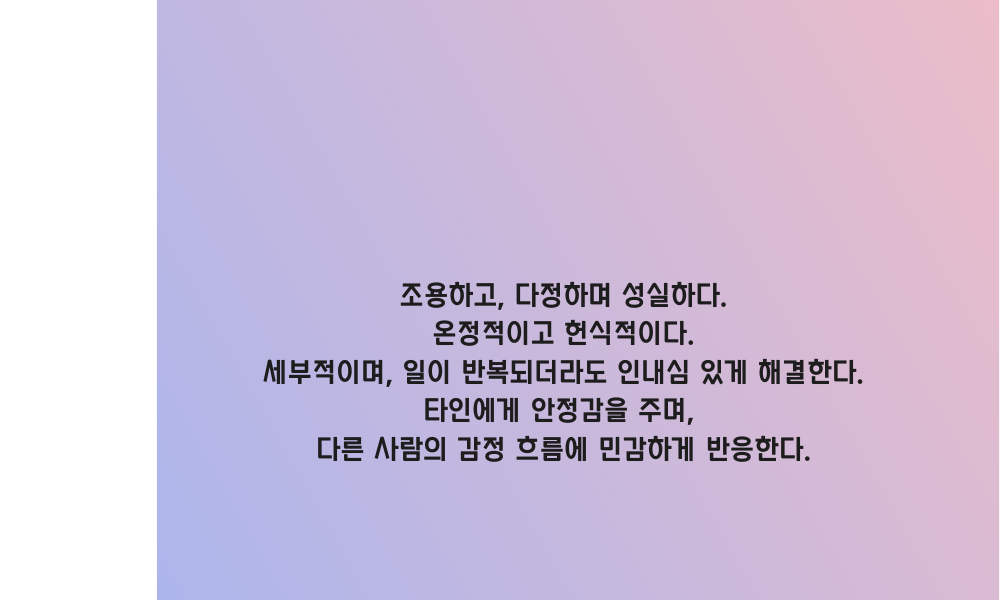 조용하고, 다정하며 성실하다.
온정적이고 헌식적이다.
세부적이며, 일이 반복되더라도 인내심 있게 해결한다.
타인에게 안정감을 주며,
다른 사람의 감정 흐름에 민감하게 반응한다.